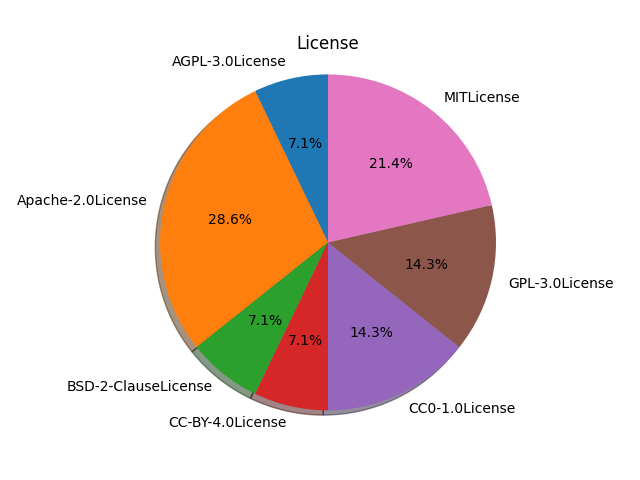 License
AGPL-3.0License
7.1%
MITLicense
21.4%
Apache-2.0License
28.6%
GPL-3.0License
14.3%
BSD-2-ClauseLicense
7.1%
CC-BY-4.0License
7.1%
CC0-1.0License
14.3%